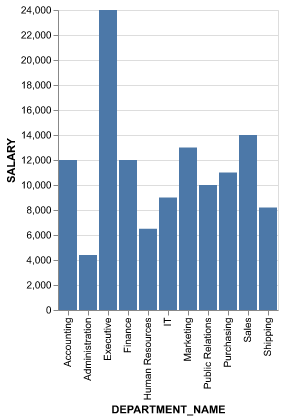 24,000
22,000
20,000
18,000
16,000
14,000
12,000
10,000
8,000
6,000
4,000
2,000
0
SALARY
Accounting
Administration
Executive
Finance
Human Resources
IT
Marketing
Public Relations
Purchasing
Sales
Shipping
DEPARTMENT_NAME